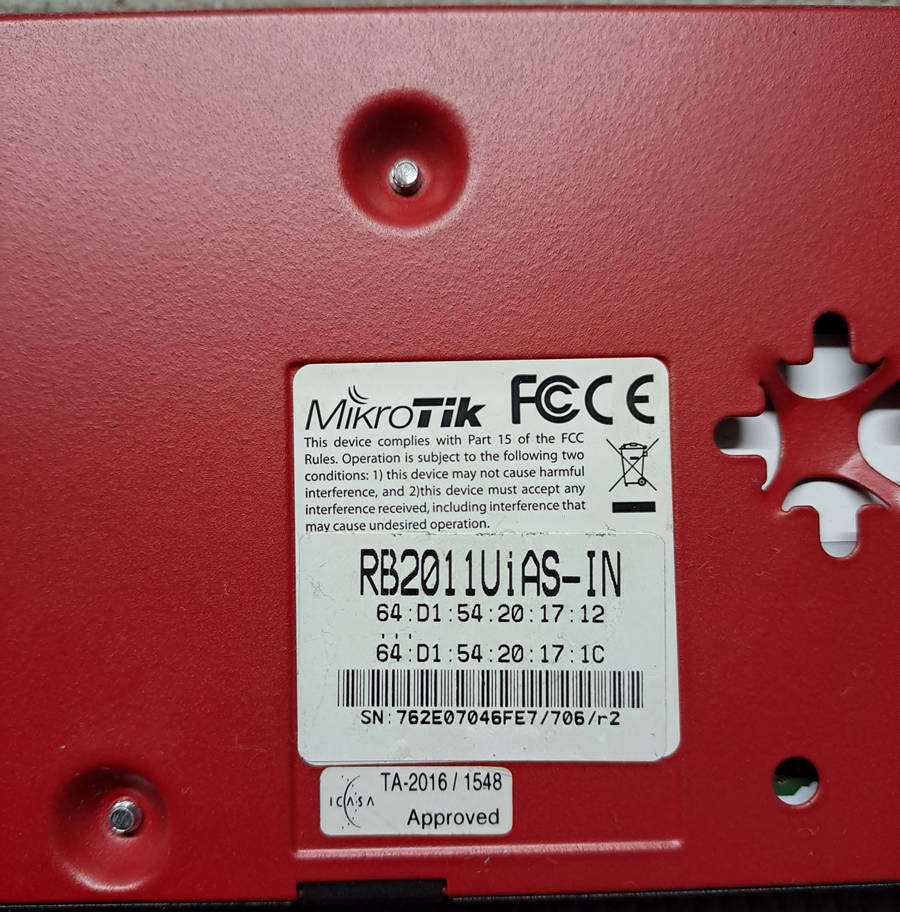 MikroTik FC CE
This device complies with Part 15 of the FCC
Rules. Operation is subject to the following two
conditions: 1) this device may not cause harmful
interference, and 2)this device must accept any
interference received, including interference that
may cause undesired operation.
RB2011UiAS-IN
64:D1:54:20:17:12
...
64:D1:54:20:17:1C
SN:762E07046FE7/706/r2
ICASA
TA-2016 / 1548
Approved